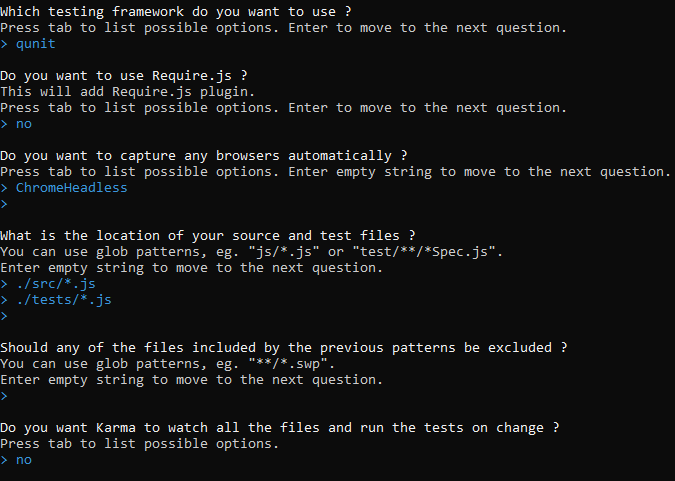 Which testing framework do you want to use ?
Press tab to list possible options. Enter to move to the next question.
> qunit
Do you want to use Require.js ?
This will add Require.js plugin.
Press tab to list possible options. Enter to move to the next question.
> no
Do you want to capture any browsers automatically ?
Press tab to list possible options. Enter empty string to move to the next question.
> ChromeHeadless
>
What is the location of your source and test files ?
You can use glob patterns, eg. "js/*.js" or "test/**/*Spec.js".
Enter empty string to move to the next question.
> ./src/*.js
> ./tests/*.js
>
Should any of the files included by the previous patterns be excluded ?
You can use glob patterns, eg. "**/*.swp".
Enter empty string to move to the next question.
>
Do you want Karma to watch all the files and run the tests on change ?
Press tab to list possible options.
> no